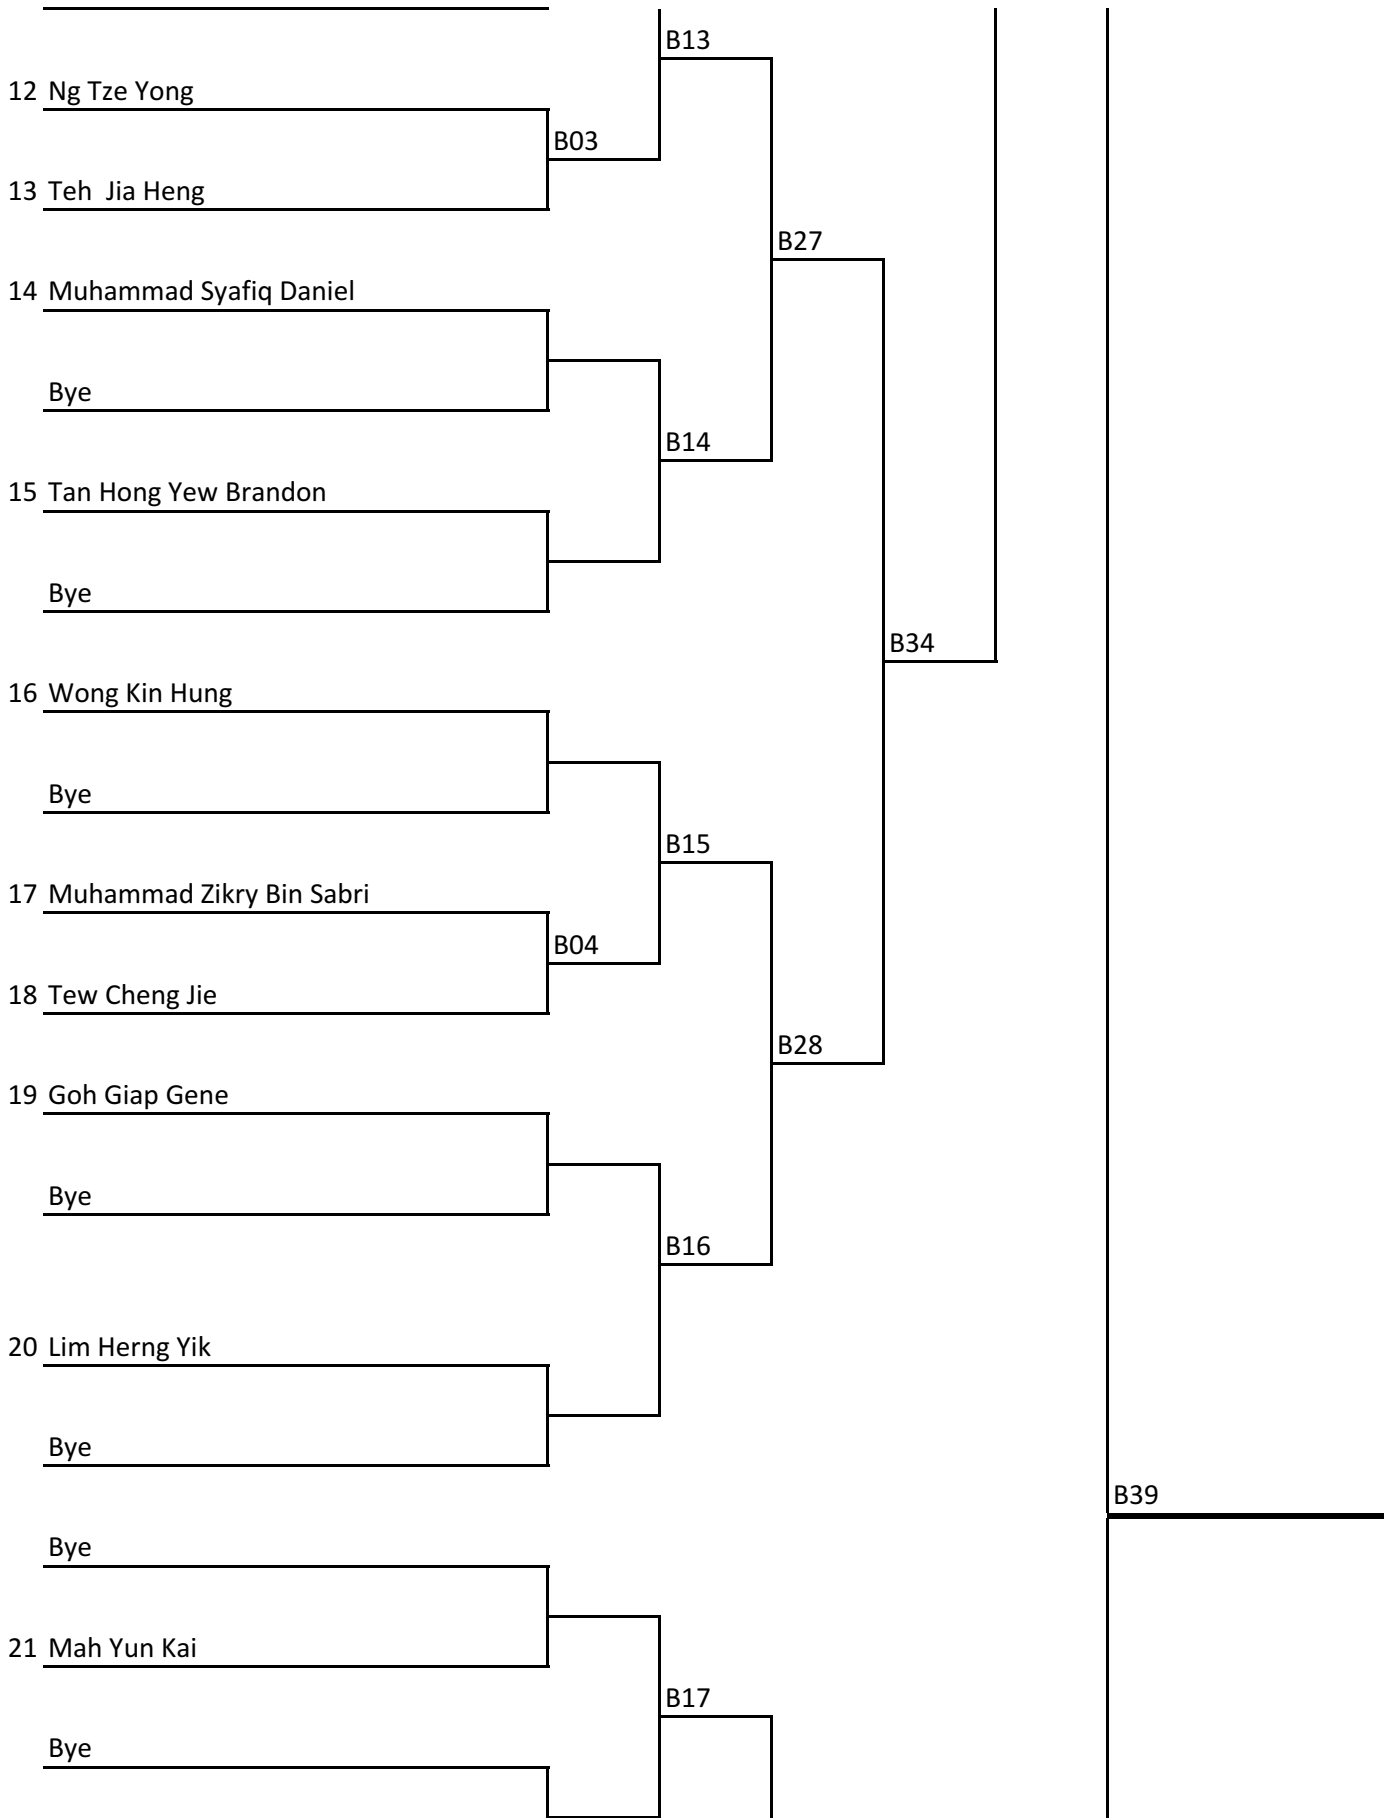 B13
12 Ng Tze Yong
B03
13 Teh  Jia Heng
B27
14 Muhammad Syafiq Daniel
Bye
B14
15 Tan Hong Yew Brandon
Bye
B34
16 Wong Kin Hung
Bye
B15
17 Muhammad Zikry Bin Sabri
B04
18 Tew Cheng Jie
B28
19 Goh Giap Gene
Bye
B16
20 Lim Herng Yik
Bye
B39
Bye
21 Mah Yun Kai
B17
Bye